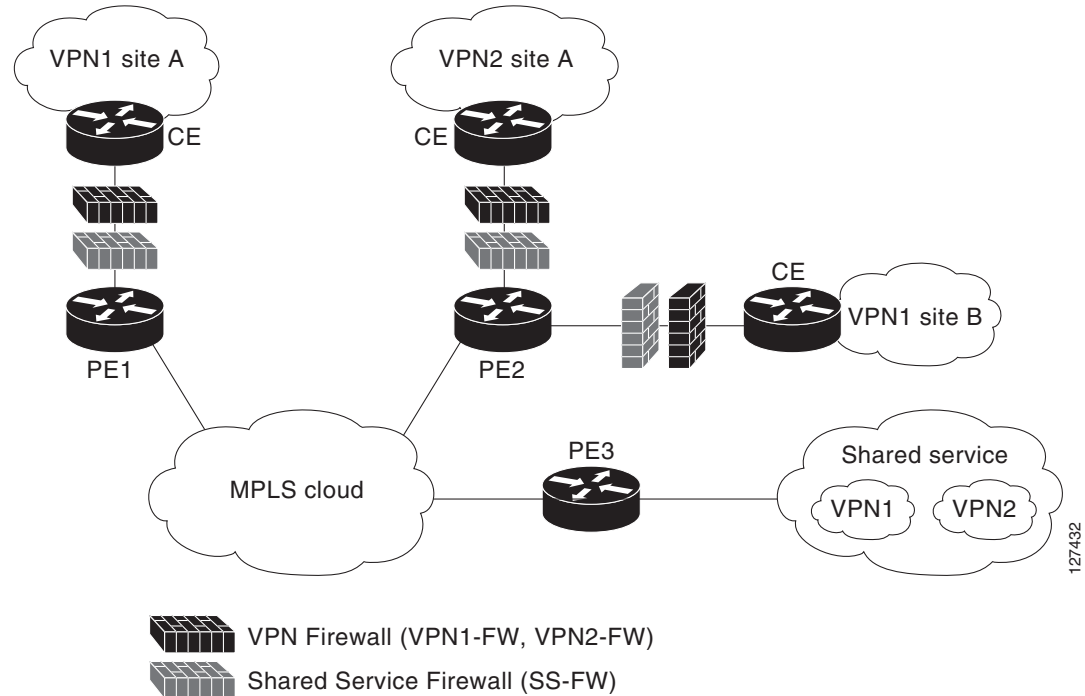 VPN1 site A
VPN2 site A
CE
CE
CE
VPN1 site B
PE1
PE2
PE3
MPLS cloud
Shared service
VPN1
VPN2
127432
VPN Firewall (VPN1-FW, VPN2-FW)
Shared Service Firewall (SS-FW)